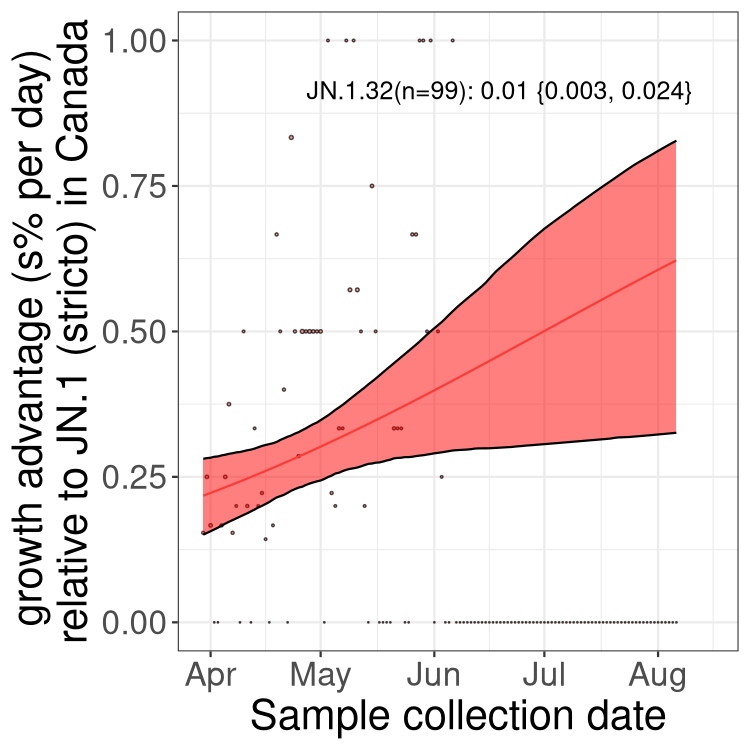 growth advantage (s% per day)
relative to JN.1 (stricto) in Canada
1.00
0.75
0.50
0.25
0.00
JN.1.32(n=99): 0.01 {0.003, 0.024}
Apr May Jun Jul Aug
Sample collection date